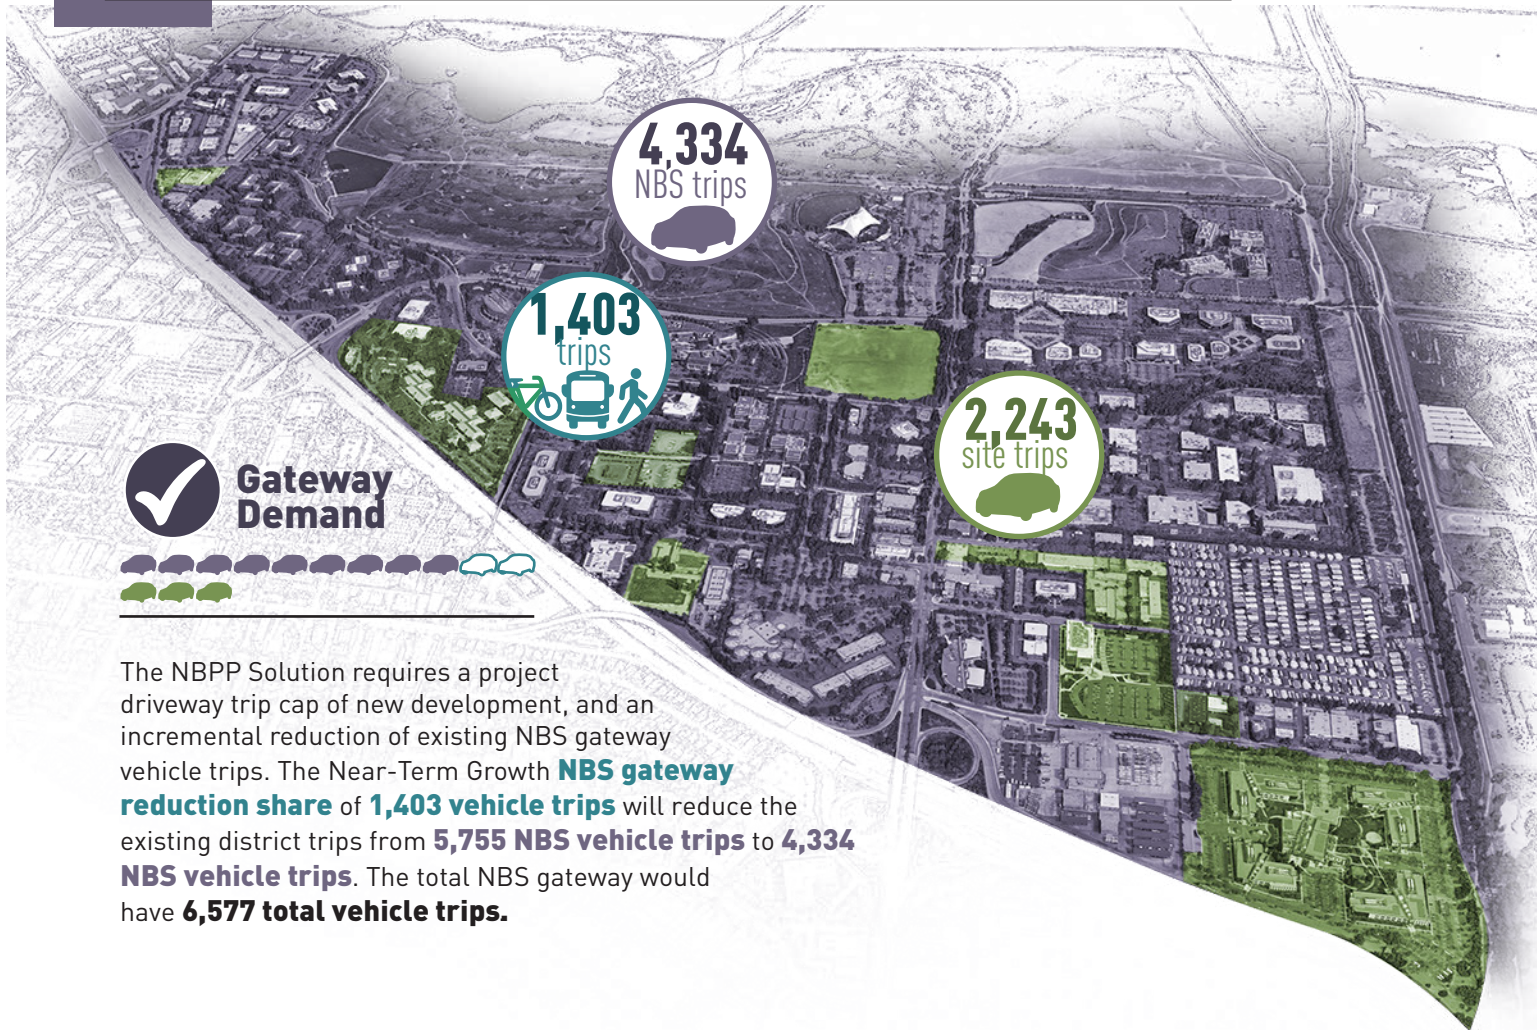 4,334
NBS trips
1,403
trips
2,243
site trips
Gateway
Demand
The NBPP Solution requires a project
driveway trip cap of new development, and an
incremental reduction of existing NBS gateway
vehicle trips. The Near-Term Growth NBS gateway
reduction share of 1,403 vehicle trips will reduce the
existing district trips from 5,755 NBS vehicle trips to 4,334
NBS vehicle trips. The total NBS gateway would
have 6,577 total vehicle trips.